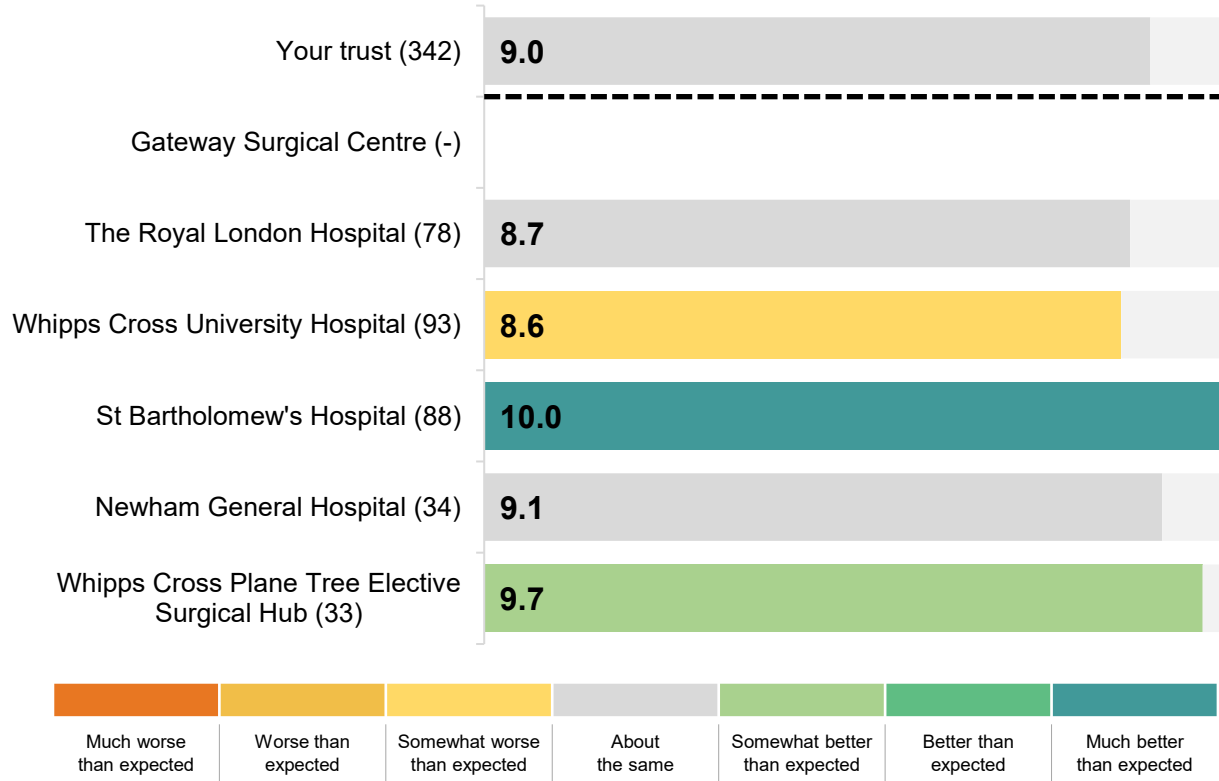 Your trust (342)
9.0
Gateway Surgical Centre (-)
The Royal London Hospital (78)
8.7
Whipps Cross University Hospital (93)
8.6
St Bartholomew's Hospital (88)
10.0
Newham General Hospital (34)
9.1
Whipps Cross Plane Tree Elective
Surgical Hub (33)
9.7
Much worse
than expected
Worse than
expected
Somewhat worse
than expected
About
the same
Somewhat better
than expected
Better than
expected
Much better
than expected